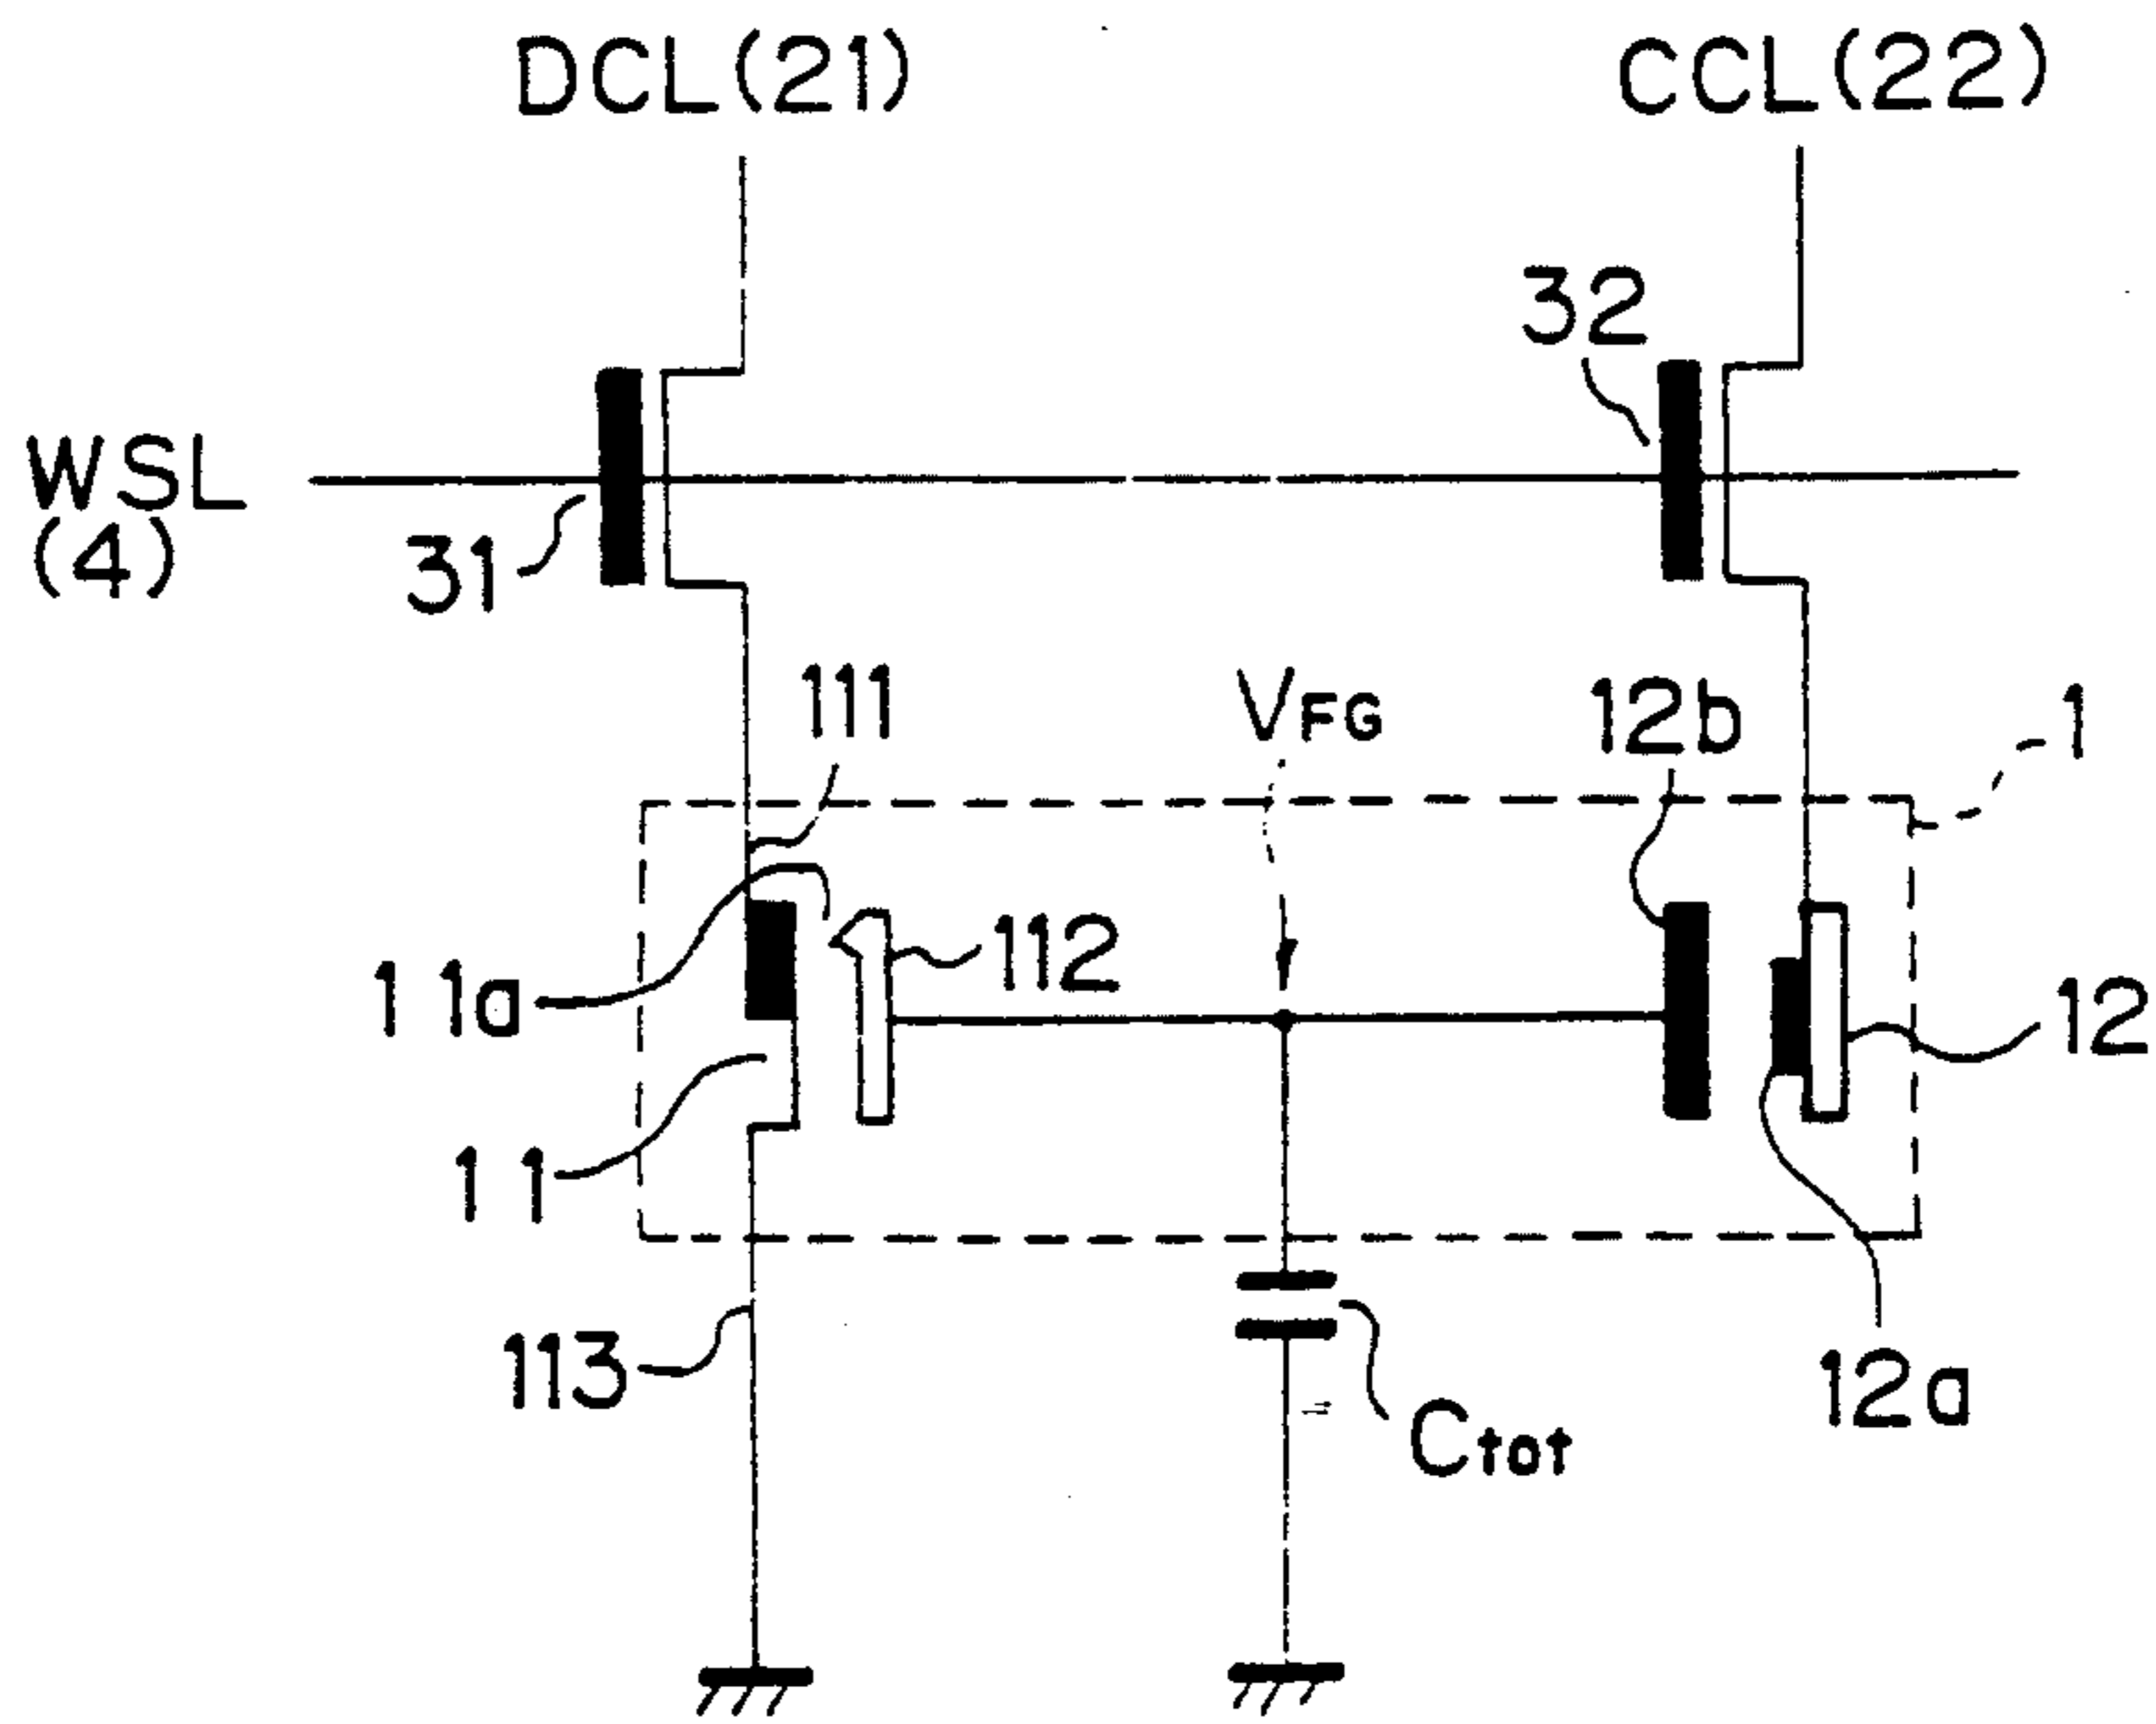 DCL(21)
CCL(22)
32
WSL
(4)
31
111
VFG
12b
1
11a
112
12
11
113
Ctot
12a